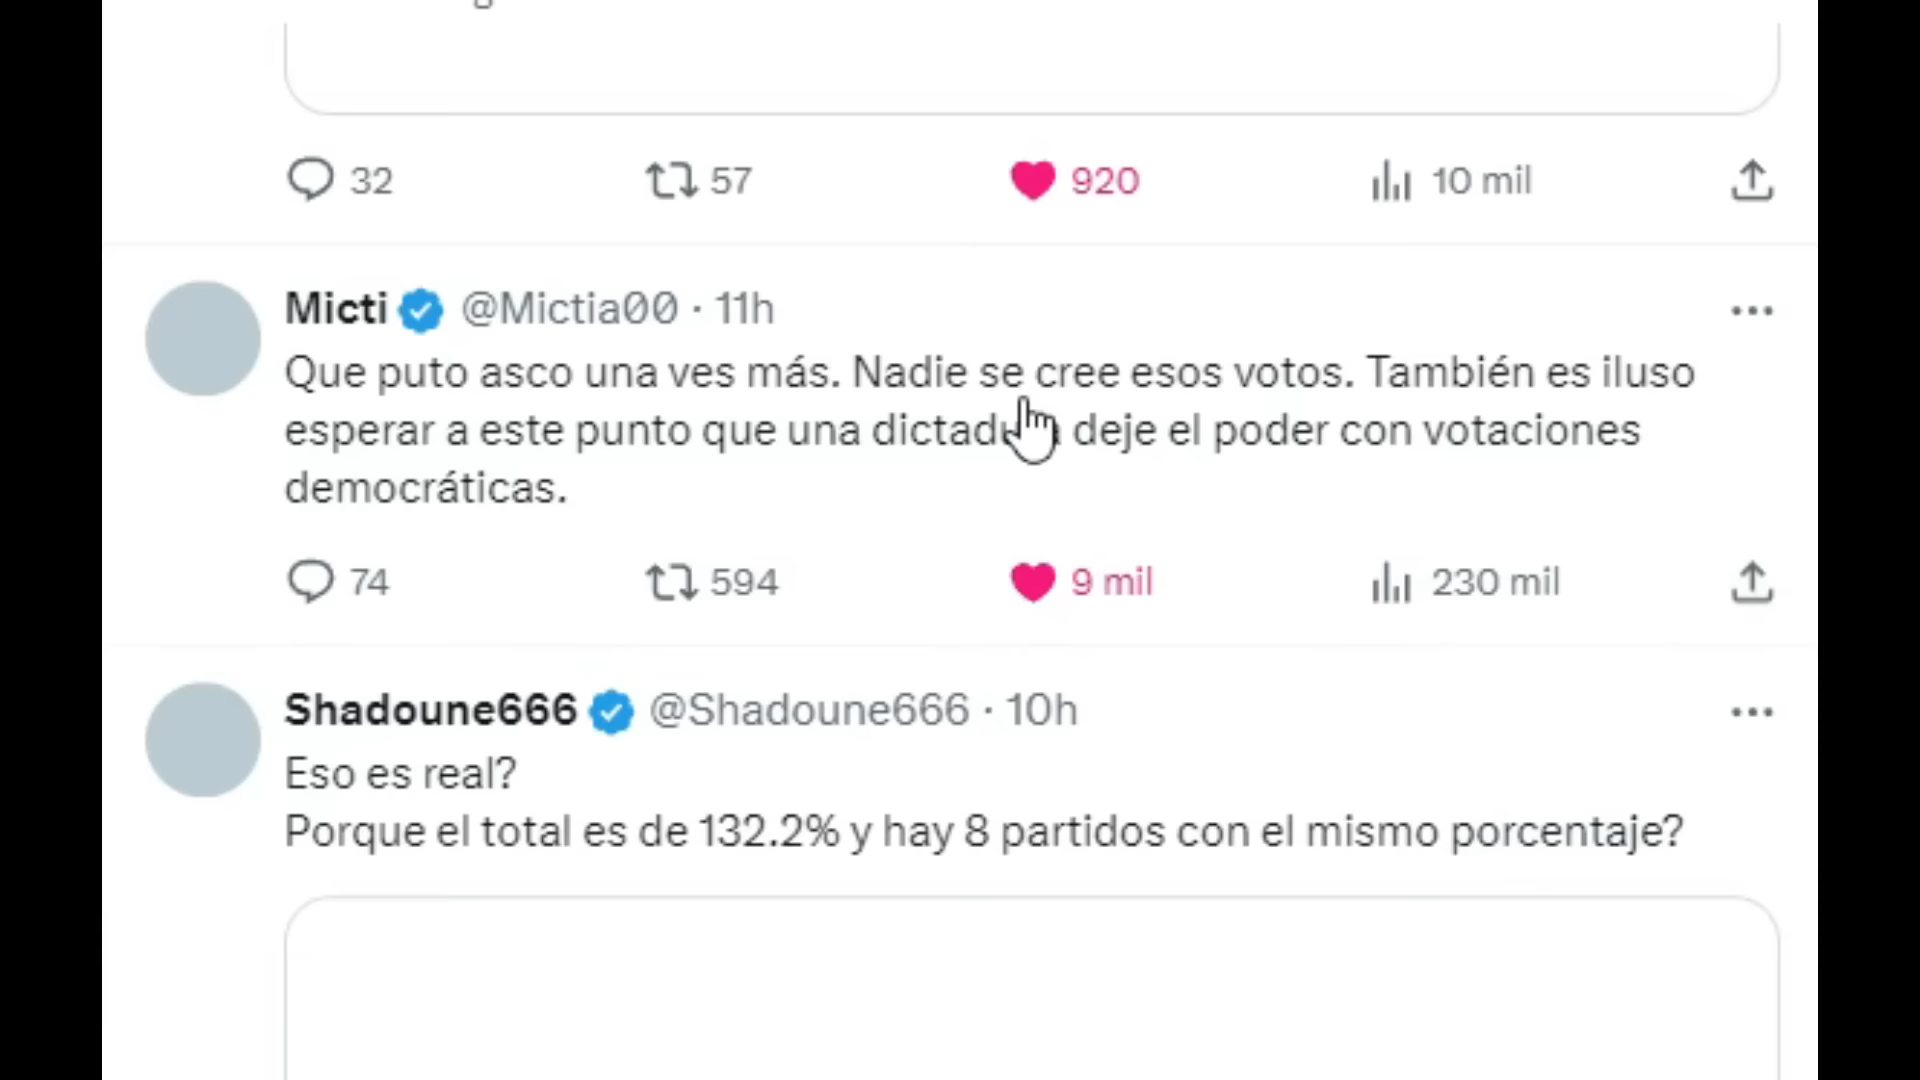 32 57 920 10 mil
Micti @Mictia00 · 11h
Que puto asco una ves más. Nadie se cree esos votos. También es iluso
esperar a este punto que una dictadura deje el poder con votaciones
democráticas.
74 594 9 mil 230 mil
Shadoune666 @Shadoune666 · 10h
Eso es real?
Porque el total es de 132.2% y hay 8 partidos con el mismo porcentaje?